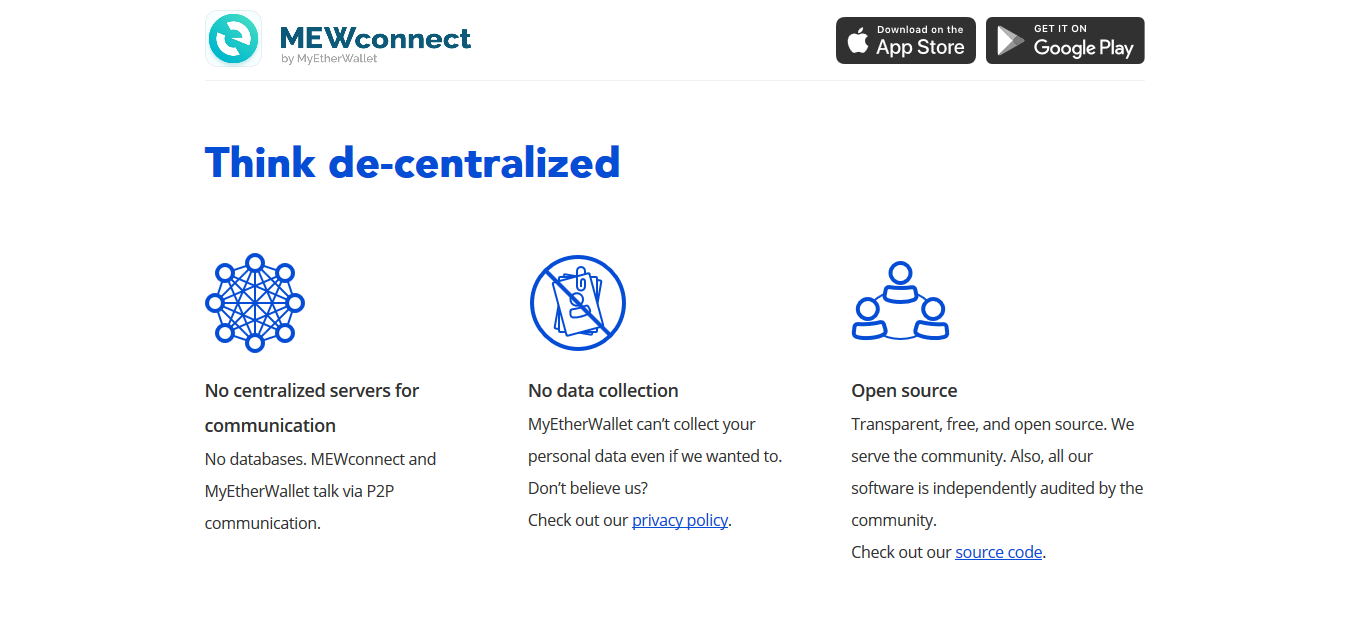 MEWconnect
by MyEtherWallet
Download on the
App Store
GET IT ON
Google Play
Think de-centralized
No centralized servers for
communication
No databases. MEWconnect and
MyEtherWallet talk via P2P
communication.
No data collection
MyEtherWallet can’t collect your
personal data even if we wanted to.
Don’t believe us?
Check out our privacy policy.
Open source
Transparent, free, and open source. We
serve the community. Also, all our
software is independently audited by the
community.
Check out our source code.